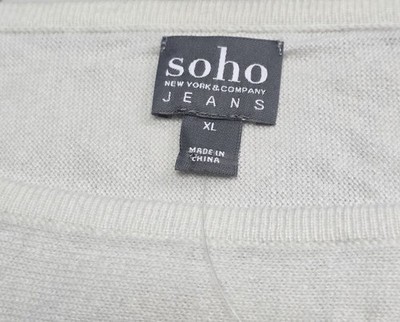 soho
NEW YORK & COMPANY
JEANS
XL
MADE IN
CHINA